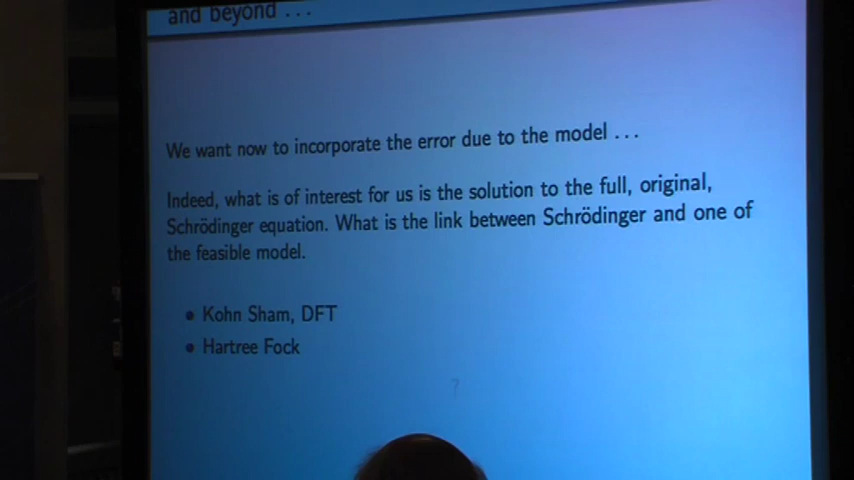 and beyond ...
We want now to incorporate the error due to the model ...
Indeed, what is of interest for us is the solution to the full, original,
Schrödinger equation. What is the link between Schrödinger and one of
the feasible model.
• Kohn Sham, DFT
• Hartree Fock
?